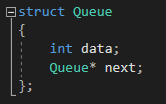 struct Queue
{
int data;
Queue* next;
};